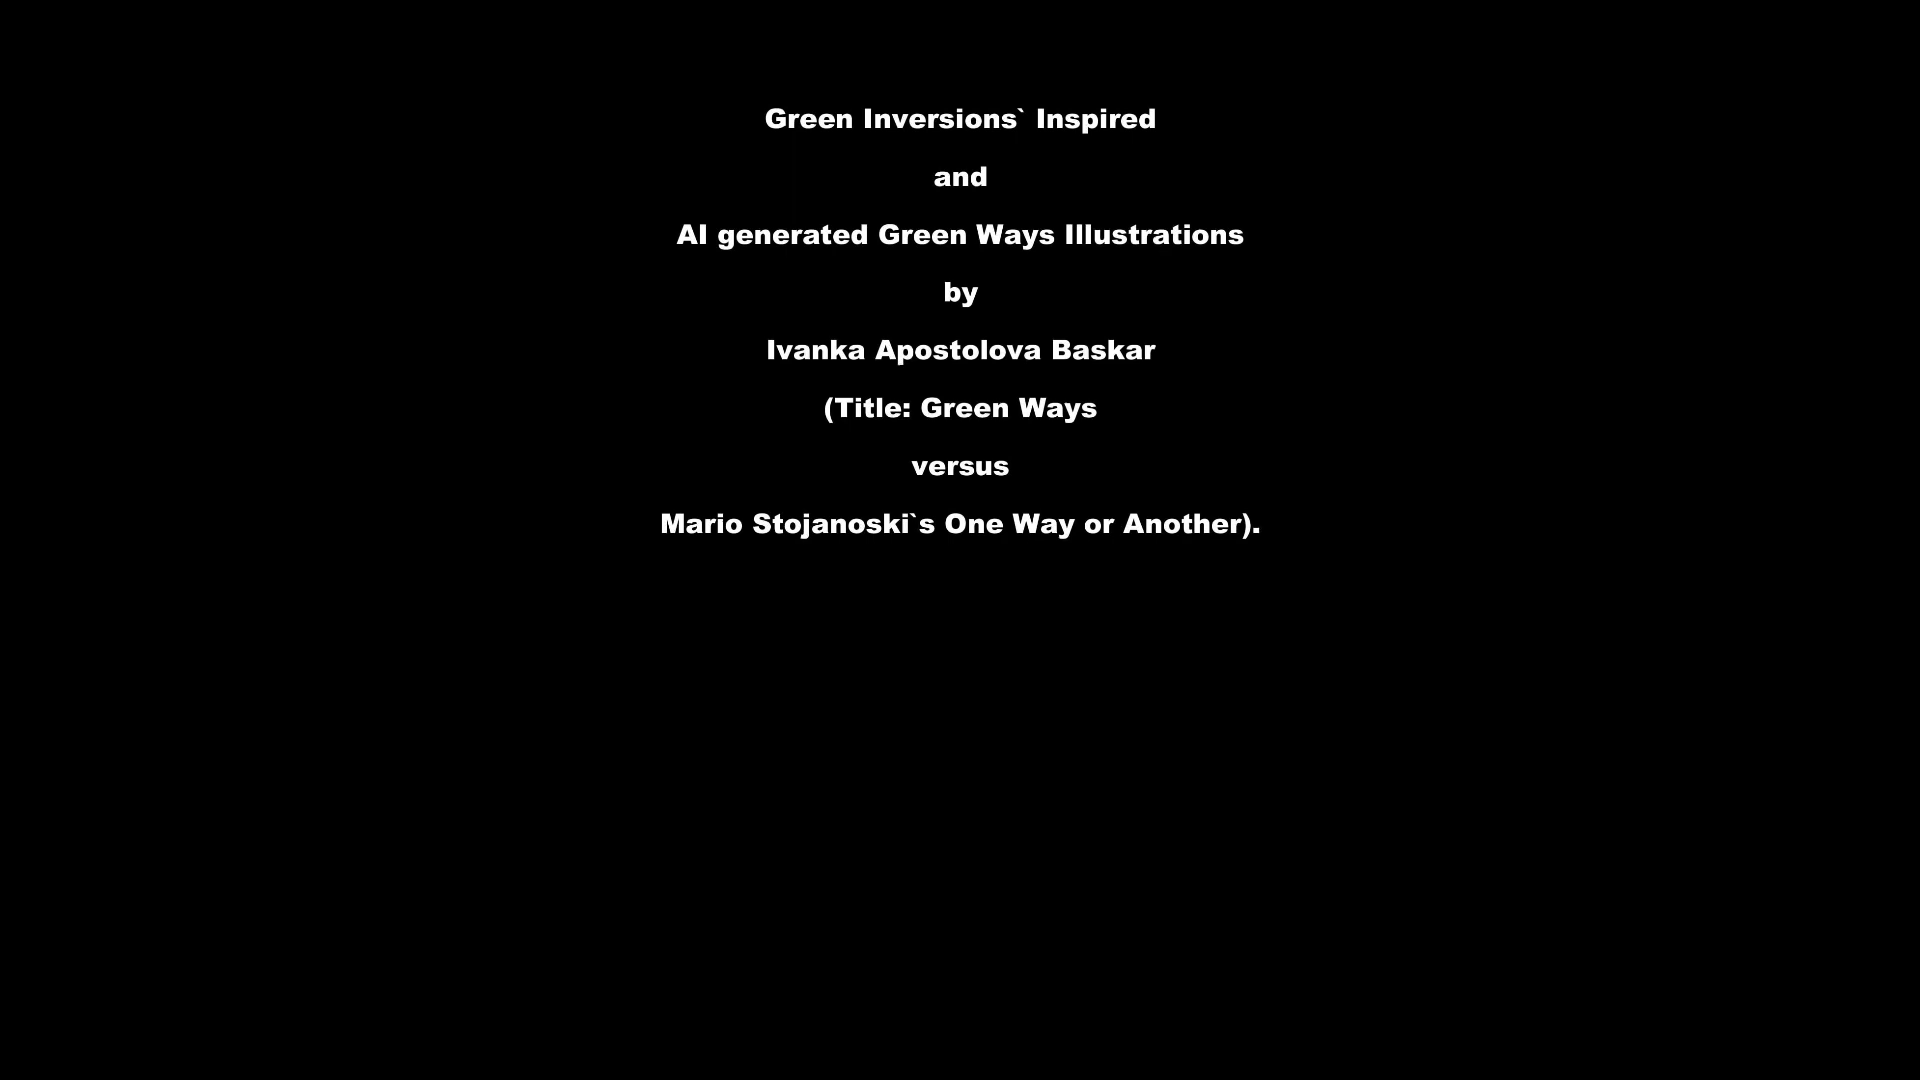 Green Inversions` Inspired
and
AI generated Green Ways Illustrations
by
Ivanka Apostolova Baskar
(Title: Green Ways
versus
Mario Stojanoski`s One Way or Another).